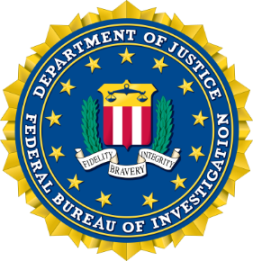 DEPARTMENT OF JUSTICE
FIDELITY
BRAVERY
INTEGRITY
FEDERAL BUREAU OF INVESTIGATION